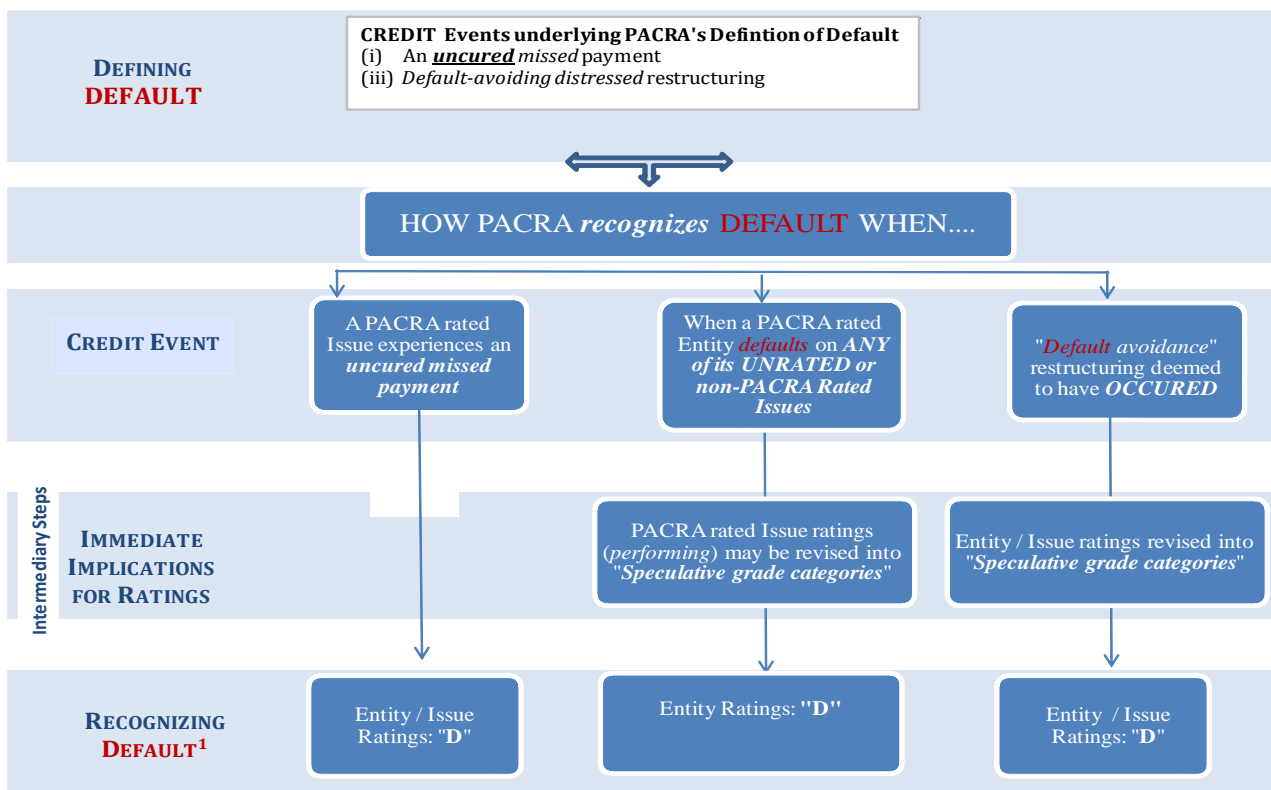 CREDIT Events underlying PACRA's Defintion of Default
(i) An uncured missed payment
(iii) Default-avoiding distressed restructuring
DEFINING
DEFAULT
HOW PACRA recognizes DEFAULT WHEN....
CREDIT EVENT
A PACRA rated
Issue experiences an
uncured missed
payment
When a PACRA rated
Entity defaults on ANY
of its UNRATED or
non-PACRA Rated
Issues
"Default avoidance"
restructuring deemed
to have OCCURED
Intermediary Steps
IMMEDIATE
IMPLICATIONS
FOR RATINGS
PACRA rated Issue ratings
(performing) may be revised into
"Speculative grade categories"
Entity / Issue ratings revised into
"Speculative grade categories"
RECOGNIZING
DEFAULT1
Entity / Issue
Ratings: "D"
Entity Ratings: "D"
Entity / Issue
Ratings: "D"